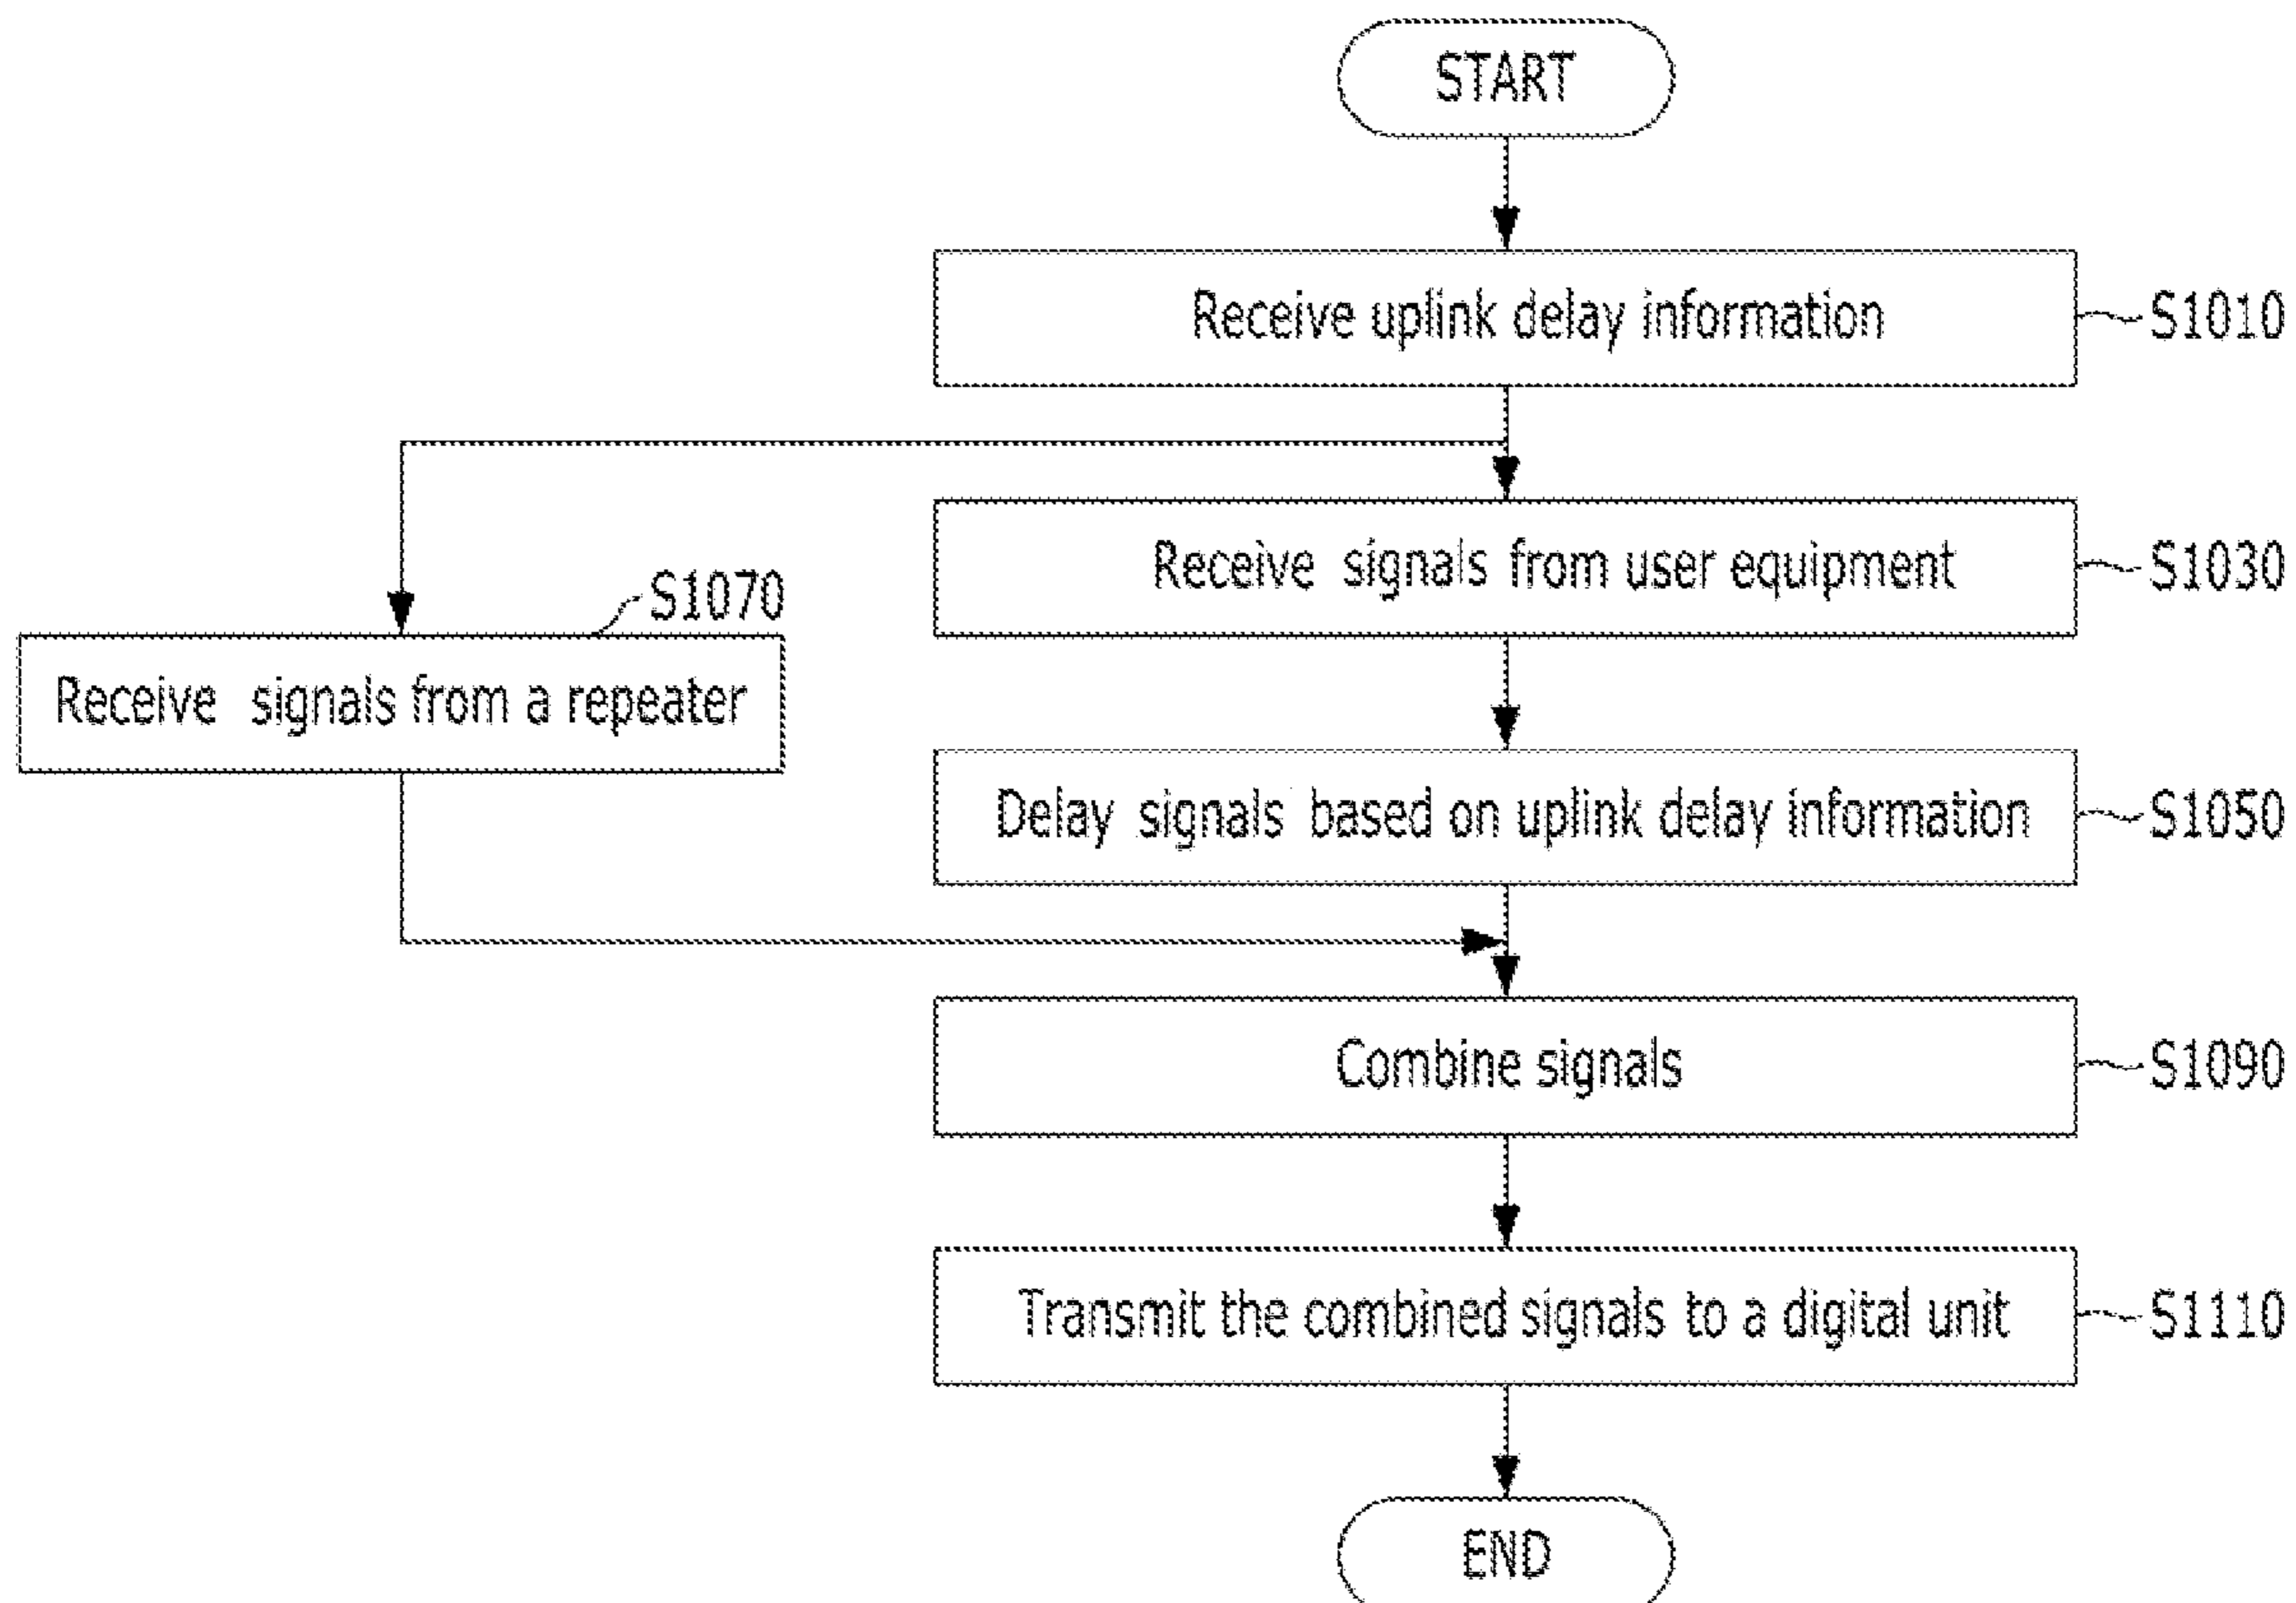 START
Receive uplink delay information
S1010
Receive signals from user equipment
S1030
S1070
Receive signals from a repeater
Delay signals based on uplink delay information
S1050
Combine signals
S1090
Transmit the combined signals to a digital unit
S1110
END